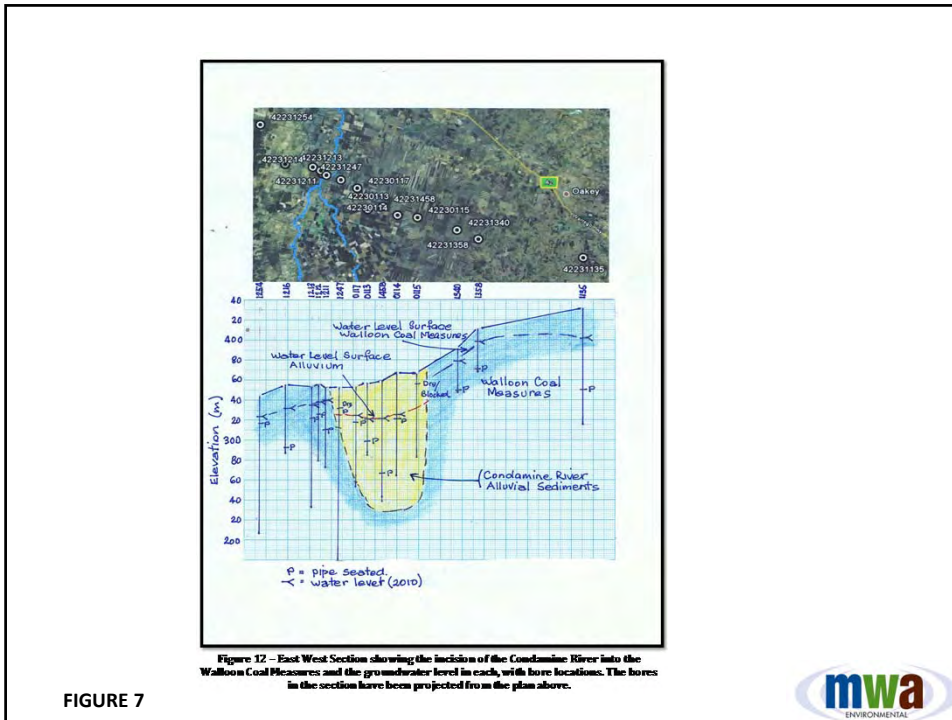 42231254
42231214 42231213
42231247
42231211
42230117
42230113
42231458
42230114
42230115
42231340
42231358
Oakey
42231135
1254
1216
1213
1212
1211
1247
0117
0113
1458
0114
0115
1340
1358
1135
40
20
400
80
60
40
20
300
80
60
40
20
200
Elevation (m)
Water Level Surface
Walloon Coal Measures
Water Level Surface
Alluvium
Dry/
Blocked
Walloon Coal
Measures
Dry
P
P
P
P
P
P
P
P
P
P
P
P
P
P
Condamine River
Alluvial Sediments
P = pipe seated.
= water level (2010)
Figure 12 – East West Section showing the incision of the Condamine River into the
Walloon Coal Measures and the groundwater level in each, with bore locations. The bores
in the section have been projected from the plan above.
FIGURE 7
mwa
ENVIRONMENTAL